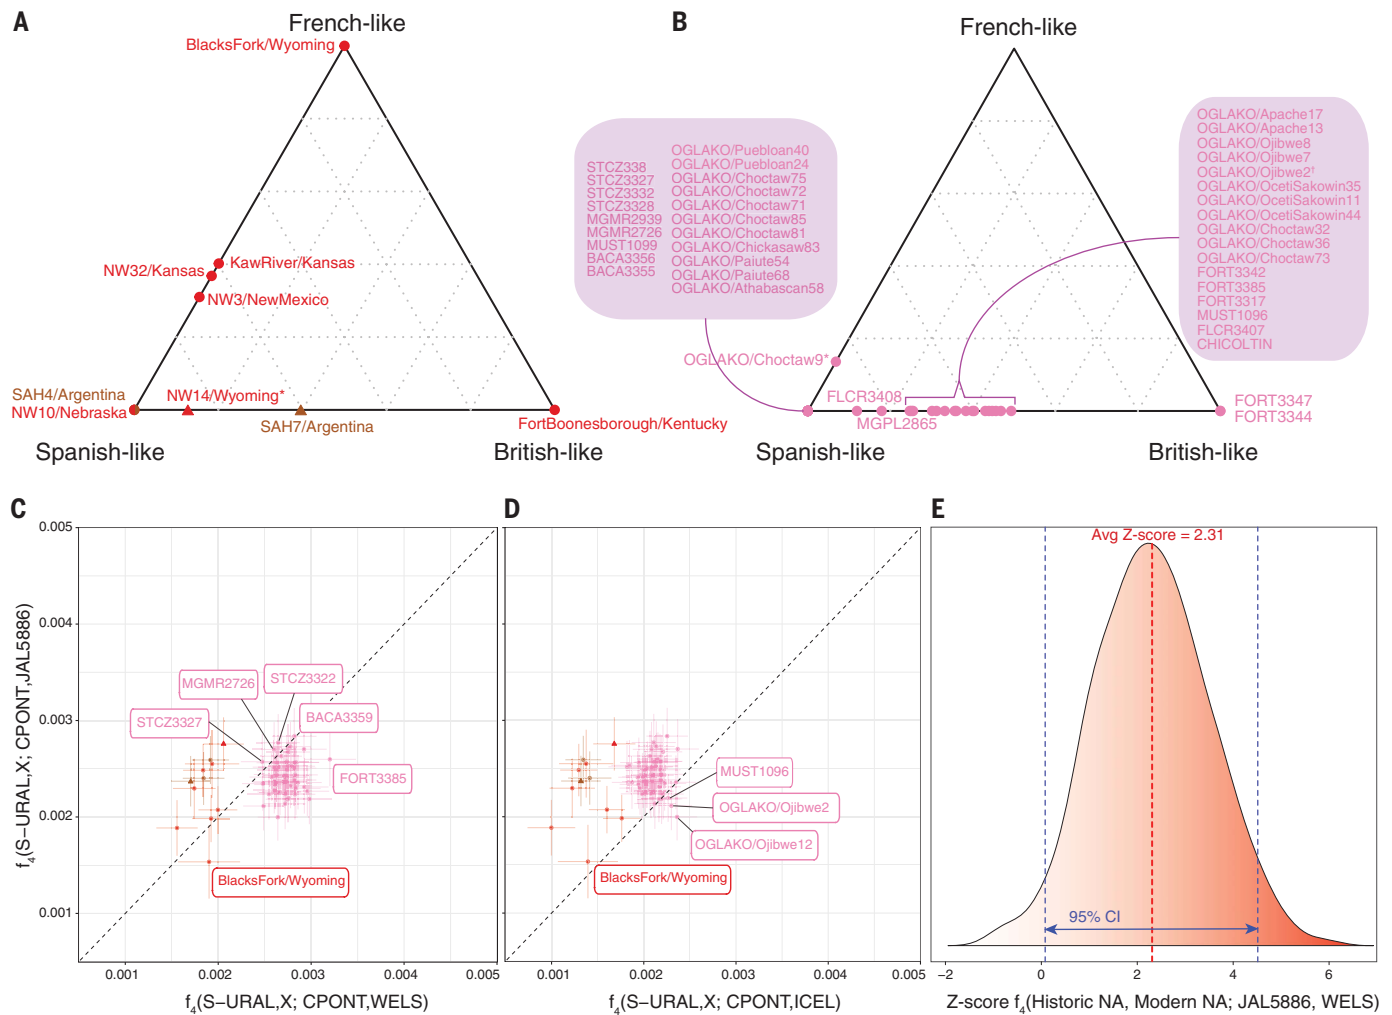 A
French-like
BlacksFork/Wyoming
KawRiver/Kansas
NW32/Kansas
NW3/NewMexico
SAH4/Argentina
NW14/Wyoming*
NW10/Nebraska
SAH7/Argentina
FortBoonesborough/Kentucky
Spanish-like
British-like
B
French-like
STCZ338
STCZ3327
STCZ3332
STCZ3328
MGMR2939
MGMR2726
MUST1099
BACA3356
BACA3355
OGLAKO/Puebloan40
OGLAKO/Puebloan24
OGLAKO/Choctaw75
OGLAKO/Choctaw72
OGLAKO/Choctaw71
OGLAKO/Choctaw85
OGLAKO/Choctaw81
OGLAKO/Chickasaw83
OGLAKO/Paiute54
OGLAKO/Paiute68
OGLAKO/Athabascan58
OGLAKO/Apache17
OGLAKO/Apache13
OGLAKO/Ojibwe8
OGLAKO/Ojibwe7
OGLAKO/Ojibwe2†
OGLAKO/OcetiSakowin35
OGLAKO/OcetiSakowin11
OGLAKO/OcetiSakowin44
OGLAKO/Choctaw32
OGLAKO/Choctaw36
OGLAKO/Choctaw73
FORT3342
FORT3385
FORT3317
MUST1096
FLCR3407
CHICOLTIN
OGLAKO/Choctaw9*
FLCR3408
MGPL2865
FORT3347
FORT3344
Spanish-like
British-like
C
f4(S−URAL,X; CPONT,JAL5886)
0.005
0.004
0.003
0.002
0.001
MGMR2726
STCZ3322
STCZ3327
BACA3359
FORT3385
BlacksFork/Wyoming
0.001 0.002 0.003 0.004 0.005
f4(S−URAL,X; CPONT,WELS)
D
MUST1096
OGLAKO/Ojibwe2
OGLAKO/Ojibwe12
BlacksFork/Wyoming
0.001 0.002 0.003 0.004 0.005
f4(S−URAL,X; CPONT,ICEL)
E
Avg Z-score = 2.31
95% CI
−2 0 2 4 6
Z-score f4(Historic NA, Modern NA; JAL5886, WELS)